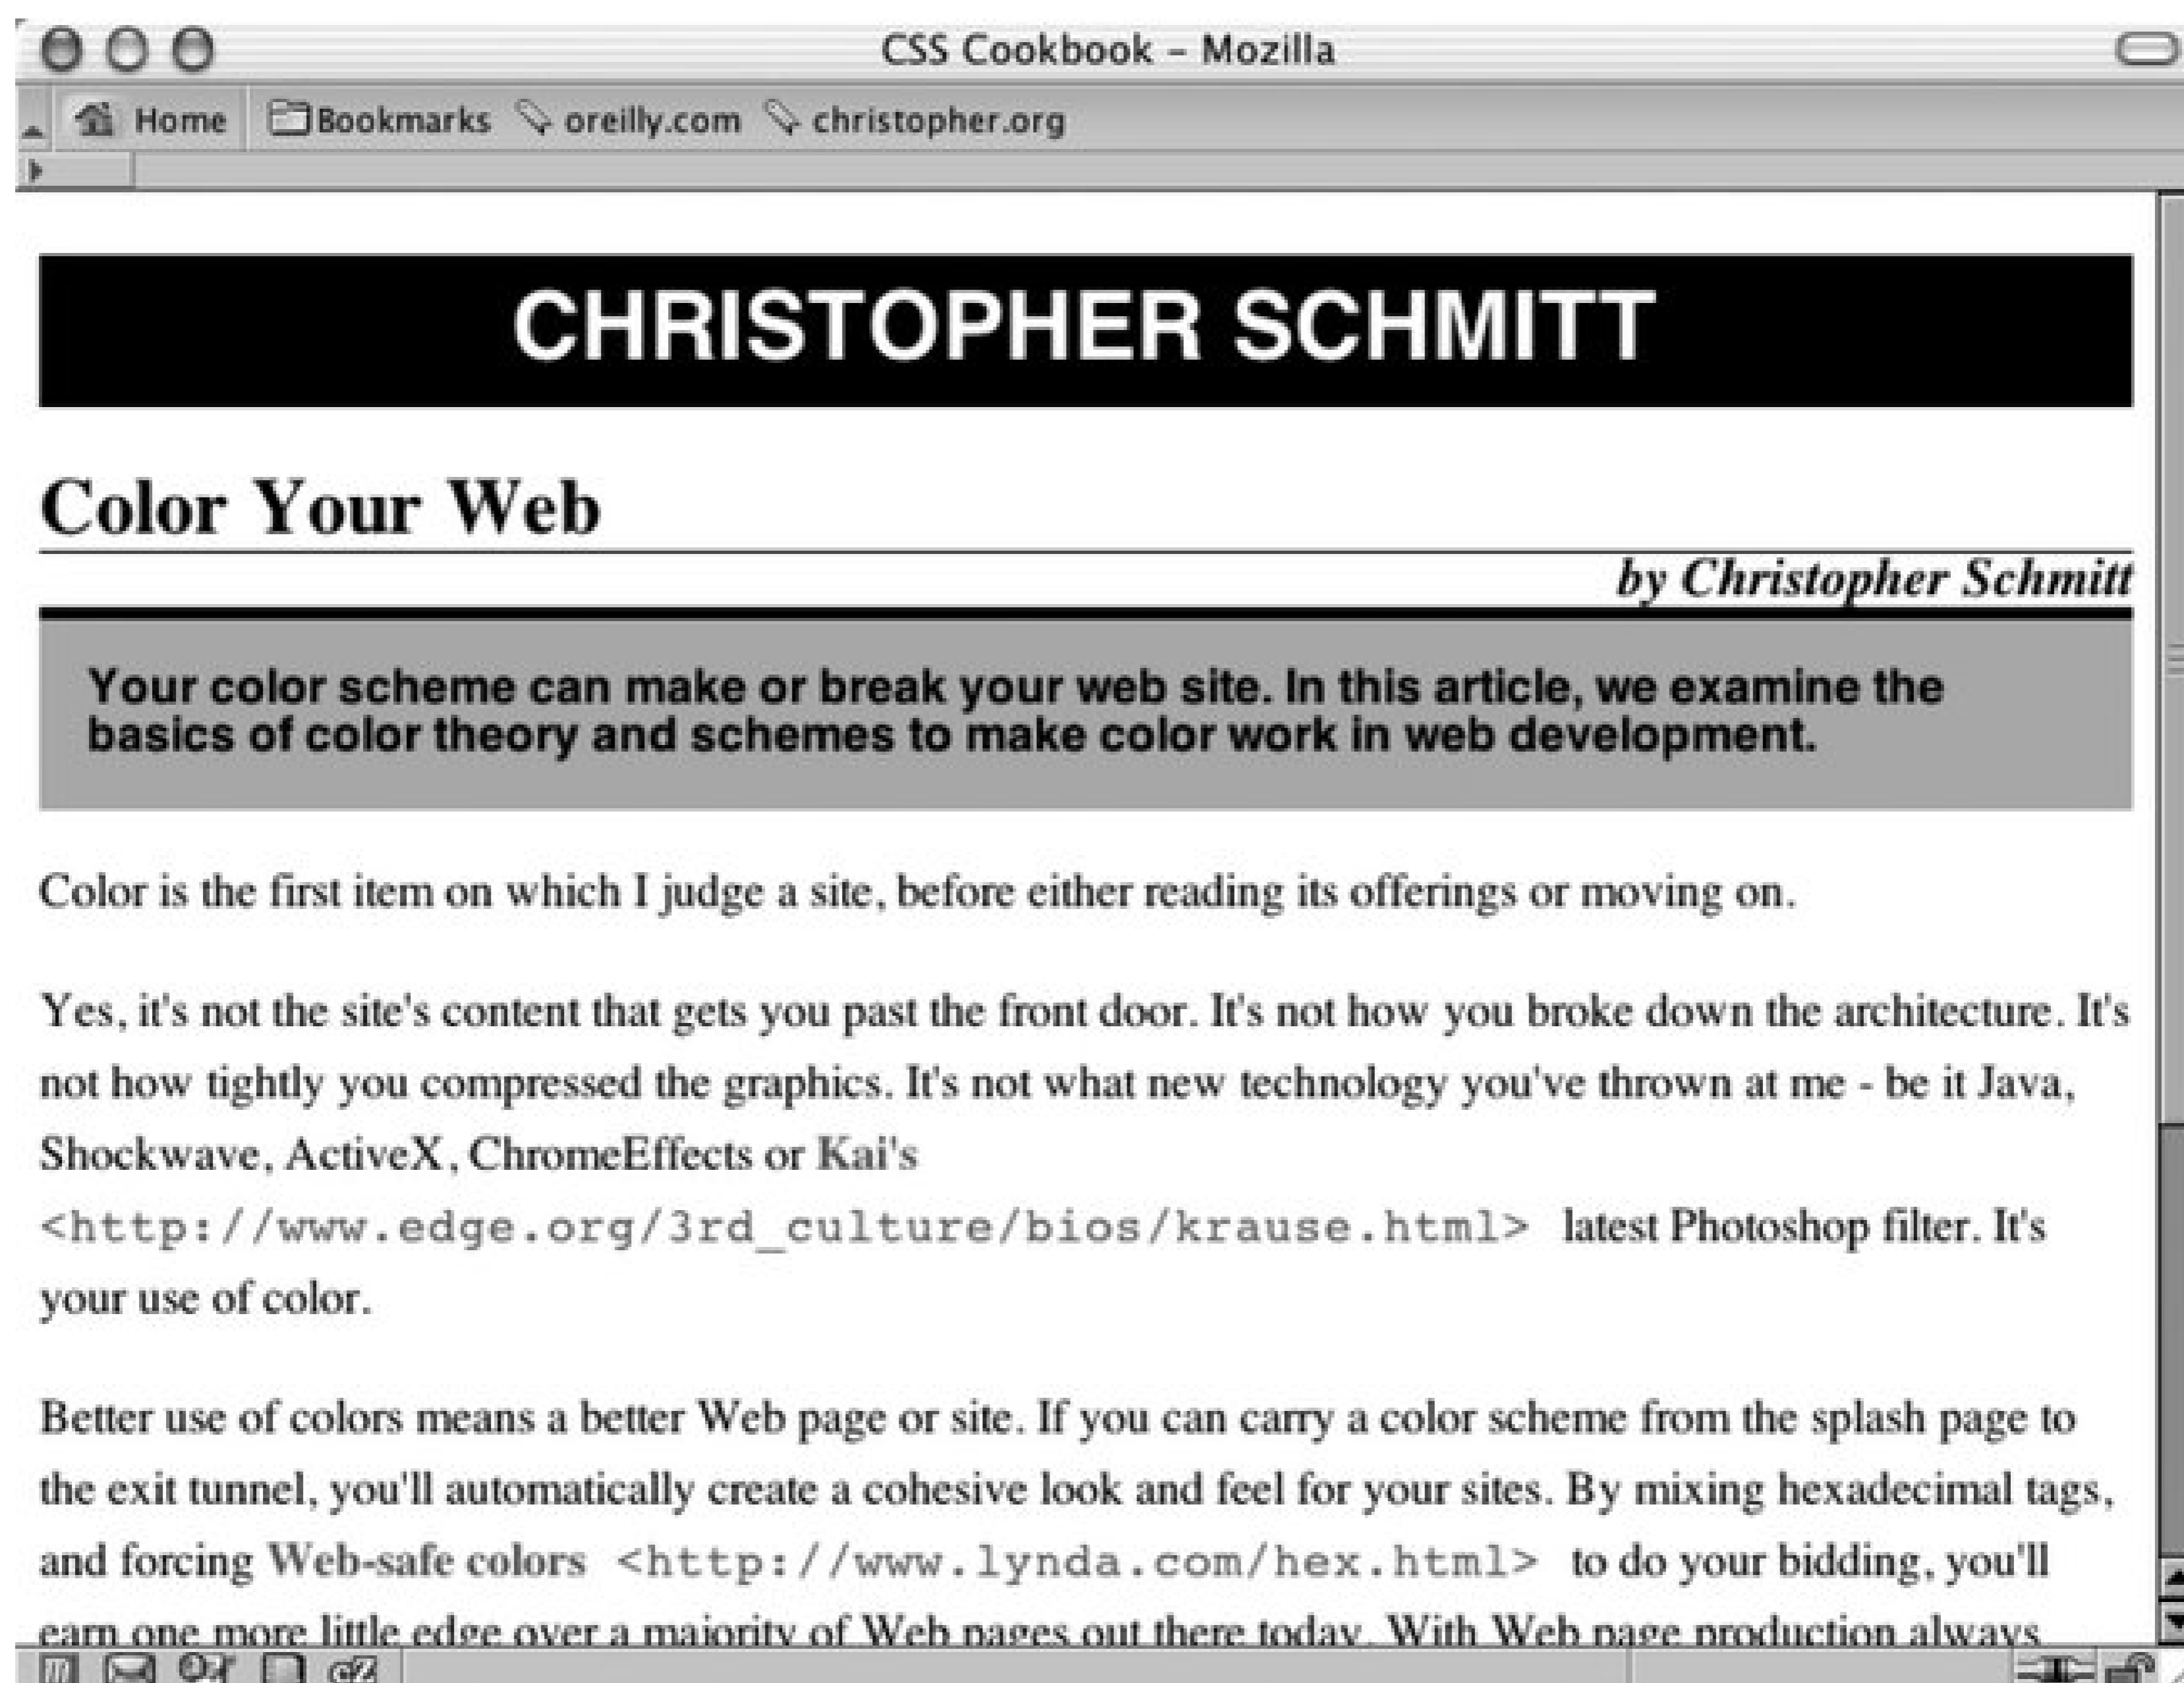 CSS Cookbook – Mozilla
Home Bookmarks oreilly.com christopher.org
CHRISTOPHER SCHMITT
Color Your Web
by Christopher Schmitt
Your color scheme can make or break your web site. In this article, we examine the
basics of color theory and schemes to make color work in web development.
Color is the first item on which I judge a site, before either reading its offerings or moving on.
Yes, it's not the site's content that gets you past the front door. It's not how you broke down the architecture. It's
not how tightly you compressed the graphics. It's not what new technology you've thrown at me - be it Java,
Shockwave, ActiveX, ChromeEffects or Kai's
<http://www.edge.org/3rd_culture/bios/krause.html> latest Photoshop filter. It's
your use of color.
Better use of colors means a better Web page or site. If you can carry a color scheme from the splash page to
the exit tunnel, you'll automatically create a cohesive look and feel for your sites. By mixing hexadecimal tags,
and forcing Web-safe colors <http://www.lynda.com/hex.html> to do your bidding, you'll
earn one more little edge over a majority of Web pages out there today. With Web page production always